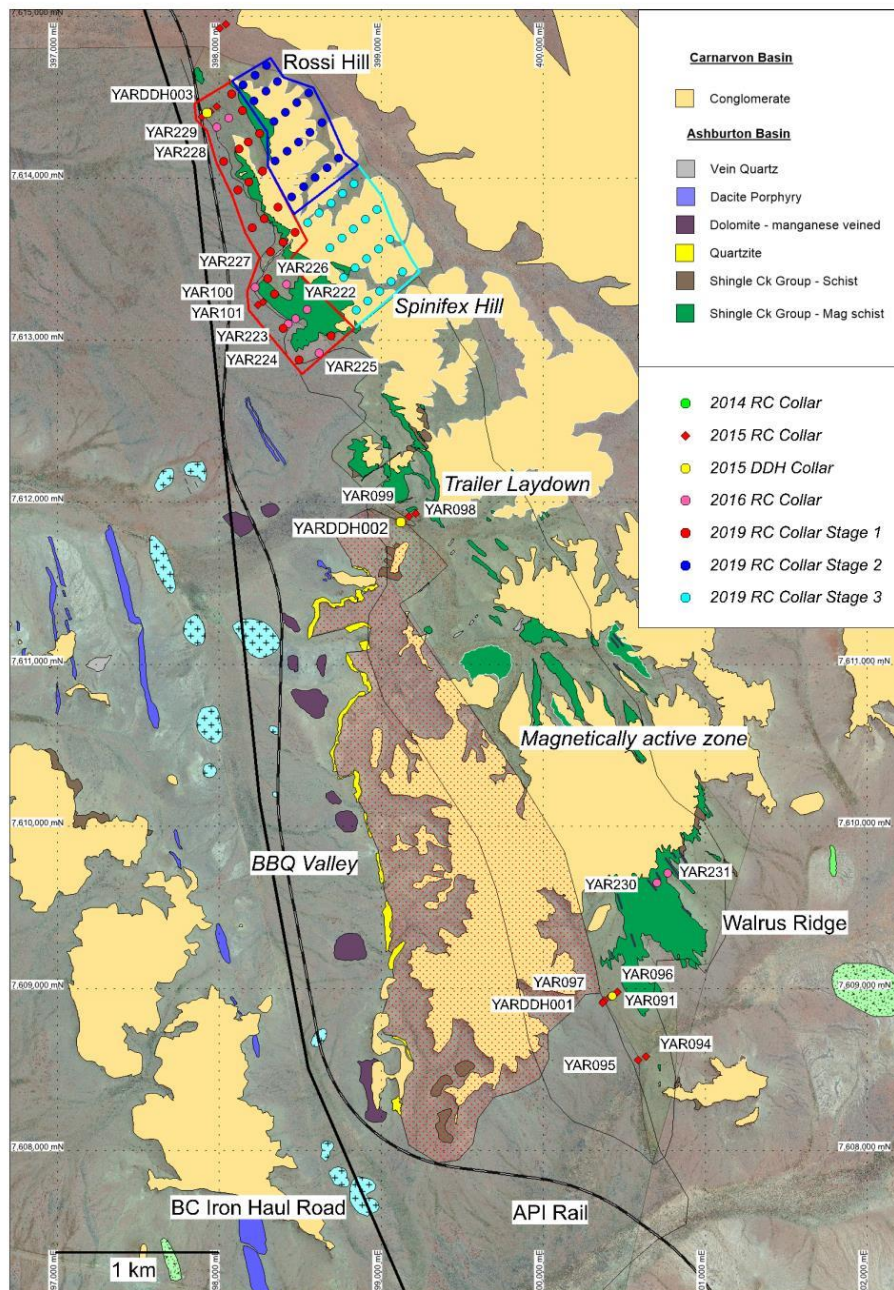 7,615,000 mN
397,000 mE
398,000 mE
399,000 mE
400,000 mE
Rossi Hill
YARDDH003
YAR229
YAR228
7,614,000 mN
YAR227
YAR226
YAR100
YAR222
YAR101
Spinifex Hill
YAR223
7,613,000 mN
YAR224
YAR225
Carnarvon Basin
Conglomerate
Ashburton Basin
Vein Quartz
Dacite Porphyry
Dolomite - manganese veined
Quartzite
Shingle Ck Group - Schist
Shingle Ck Group - Mag schist
2014 RC Collar
2015 RC Collar
2015 DDH Collar
2016 RC Collar
2019 RC Collar Stage 1
2019 RC Collar Stage 2
2019 RC Collar Stage 3
YAR099
Trailer Laydown
YAR098
7,612,000 mN
YARDDH002
7,611,000 mN
7,611,000 mN
Magnetically active zone
7,610,000 mN
7,610,000 mN
BBQ Valley
YAR231
YAR230
Walrus Ridge
YAR097
YAR096
7,609,000 mN
7,609,000 mN
YARDDH001
YAR091
YAR094
YAR095
7,608,000 mN
7,608,000 mN
BC Iron Haul Road
API Rail
1 km